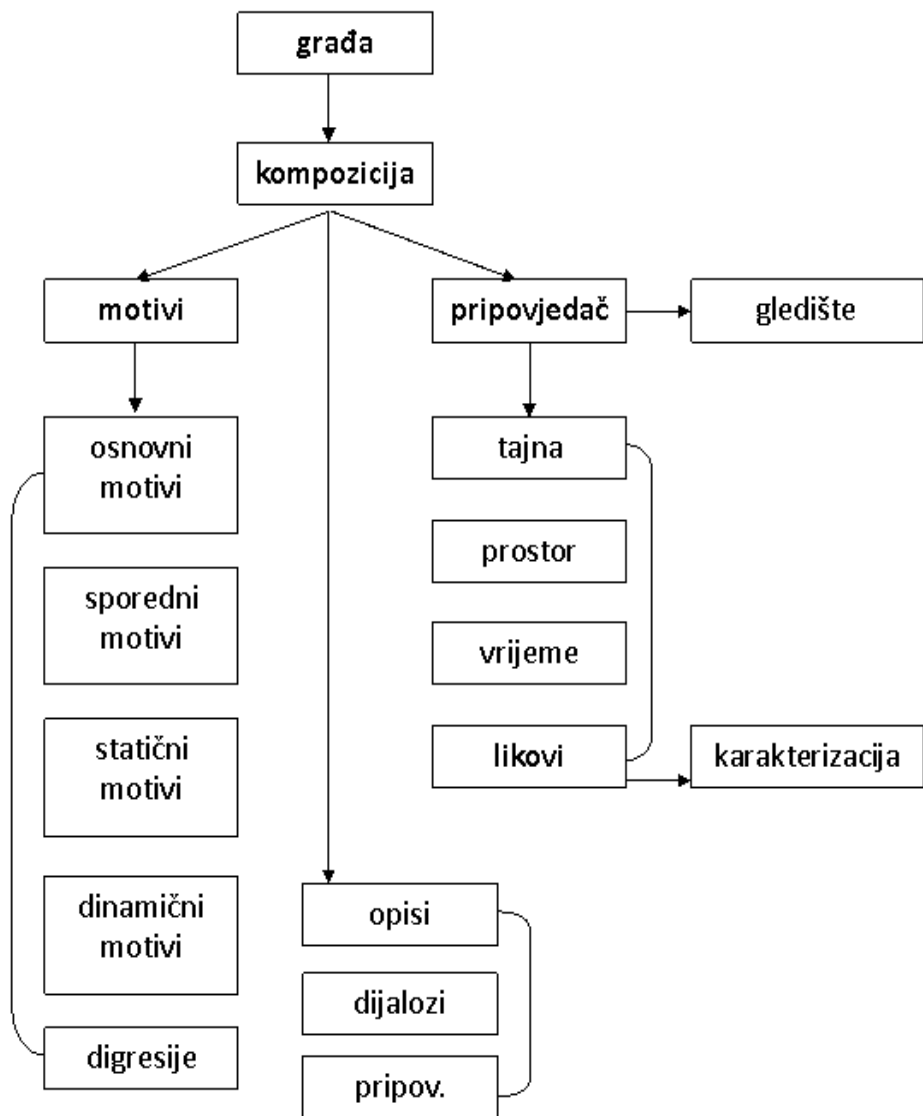 građa
kompozicija
motivi
pripovjedač
gledište
osnovni
motivi
sporedni
motivi
statični
motivi
dinamični
motivi
digresije
tajna
prostor
vrijeme
likovi
karakterizacija
opisi
dijalozi
pripov.